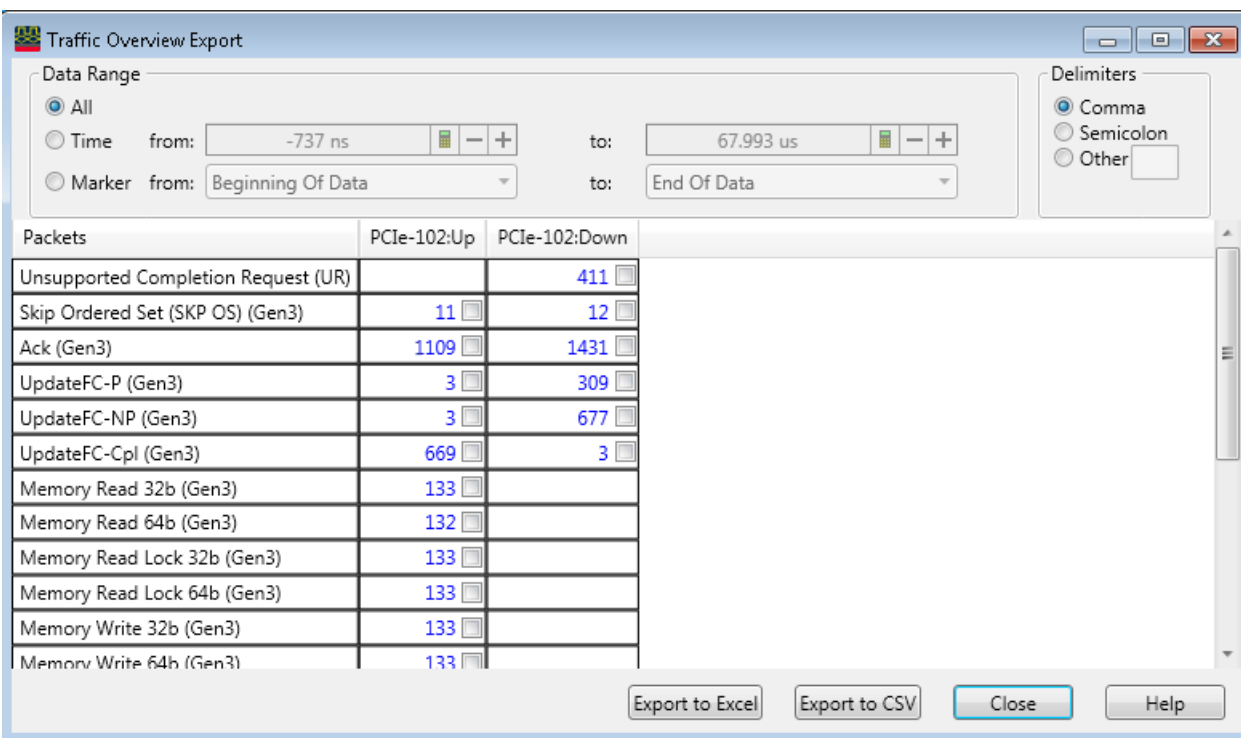 Traffic Overview Export
Data Range
Delimiters
All
Time from: -737 ns to: 67.993 us
Marker from: Beginning Of Data to: End Of Data
Comma
Semicolon
Other
Packets PCIe-102:Up PCIe-102:Down
Unsupported Completion Request (UR) 411
Skip Ordered Set (SKP OS) (Gen3) 11 12
Ack (Gen3) 1109 1431
UpdateFC-P (Gen3) 3 309
UpdateFC-NP (Gen3) 3 677
UpdateFC-Cpl (Gen3) 669 3
Memory Read 32b (Gen3) 133
Memory Read 64b (Gen3) 132
Memory Read Lock 32b (Gen3) 133
Memory Read Lock 64b (Gen3) 133
Memory Write 32b (Gen3) 133
Memory Write 64b (Gen3) 133
Export to Excel Export to CSV Close Help